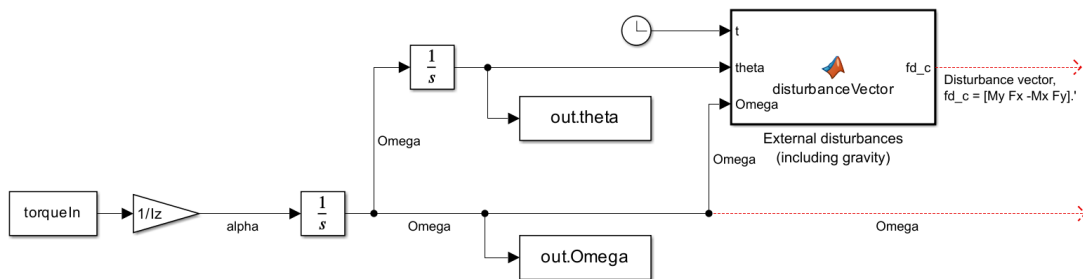 t
1
s
theta
fd_c
disturbanceVector
Disturbance vector,
fd_c = [My Fx -Mx Fy].'
Omega
out.theta
External disturbances
(including gravity)
Omega
Omega
torqueIn
1/Iz
alpha
1
s
Omega
Omega
out.Omega